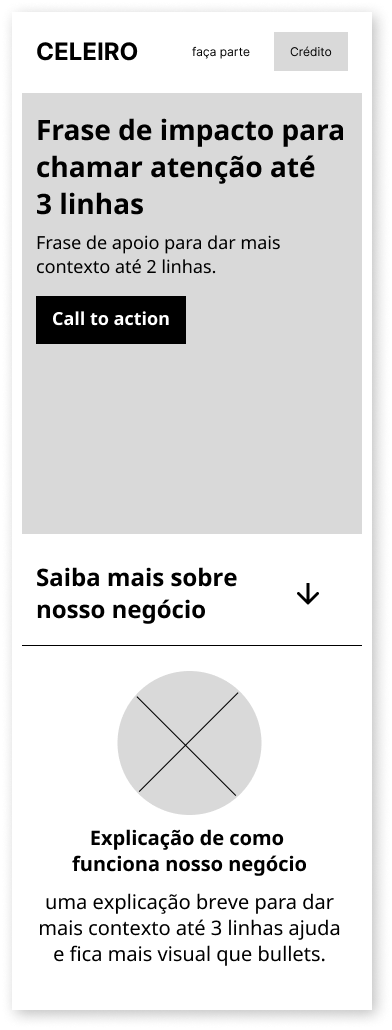 CELEIRO
faça parte
Crédito
Frase de impacto para
chamar atenção até
3 linhas
Frase de apoio para dar mais
contexto até 2 linhas.
Call to action
Saiba mais sobre
nosso negócio
Explicação de como
funciona nosso negócio
uma explicação breve para dar
mais contexto até 3 linhas ajuda
e fica mais visual que bullets.